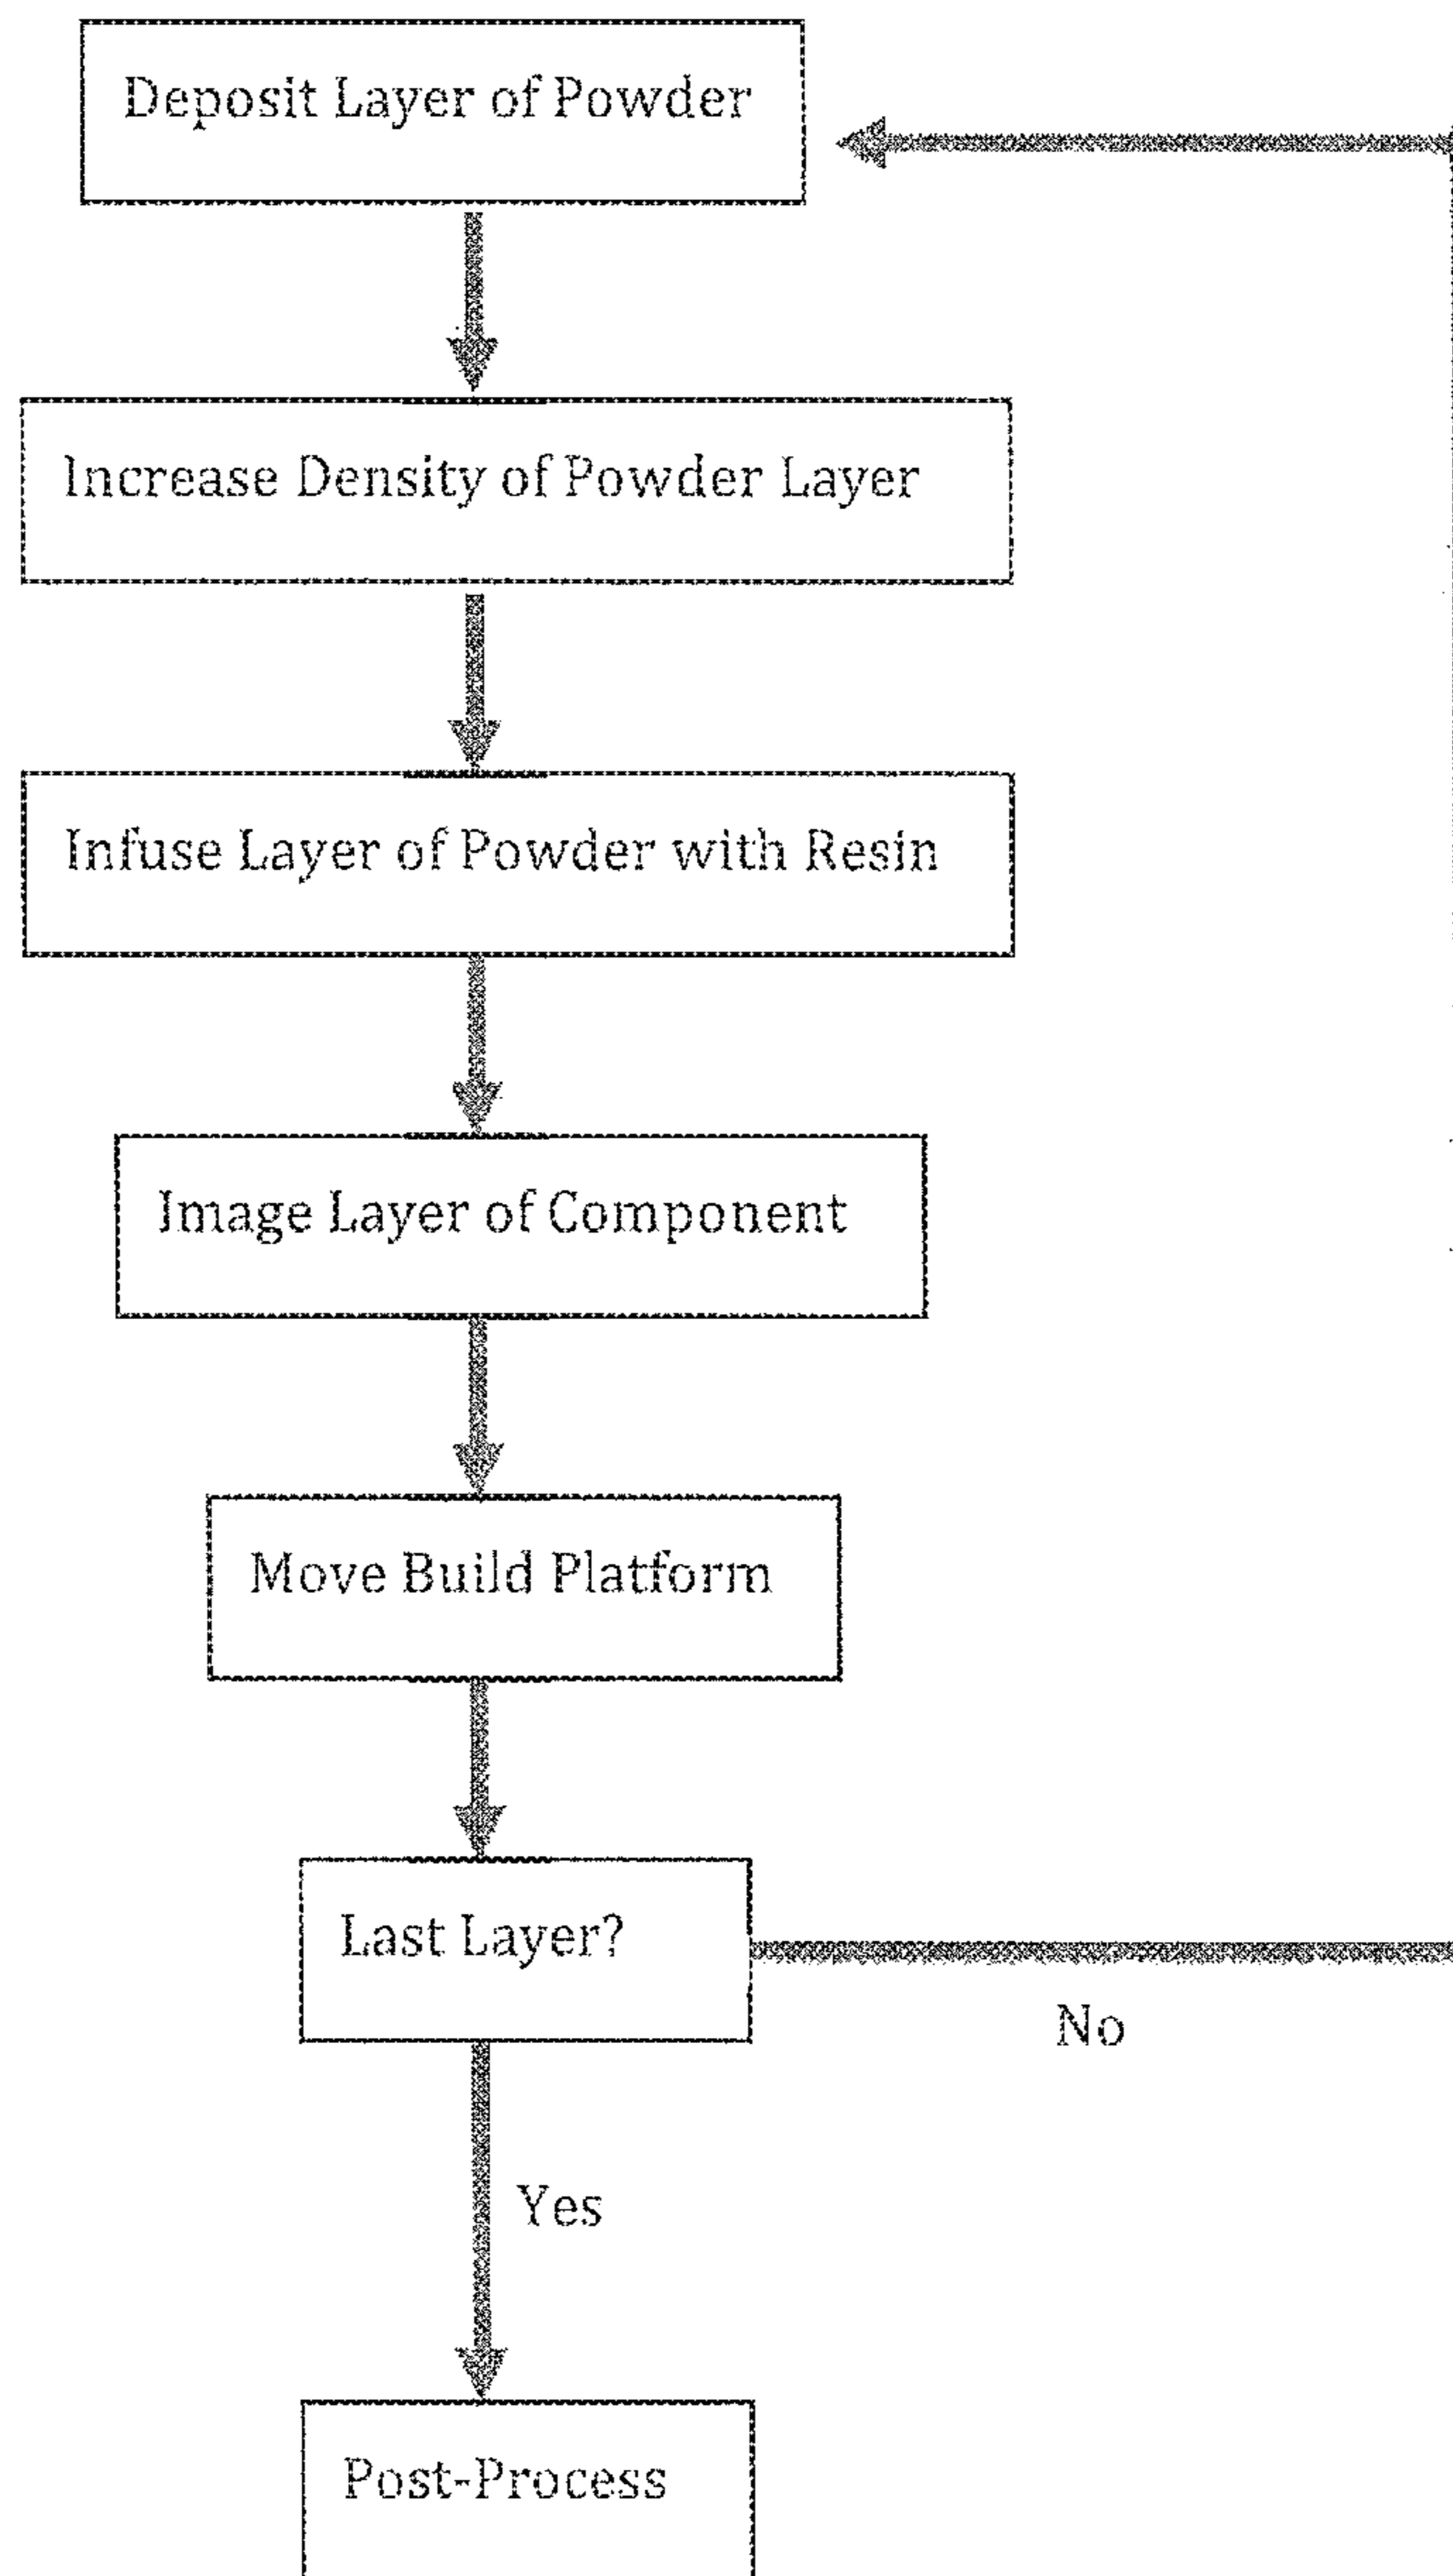 Deposit Layer of Powder
Increase Density of Powder Layer
Infuse Layer of Powder with Resin
Image Layer of Component
Move Build Platform
Last Layer?
No
Yes
Post-Process